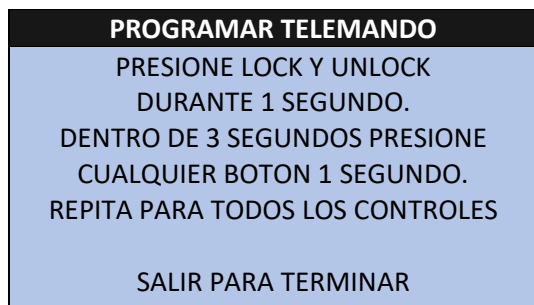 PROGRAMAR TELEMANDO
PRESIONE LOCK Y UNLOCK
DURANTE 1 SEGUNDO.
DENTRO DE 3 SEGUNDOS PRESIONE
CUALQUIER BOTON 1 SEGUNDO.
REPITA PARA TODOS LOS CONTROLES
SALIR PARA TERMINAR